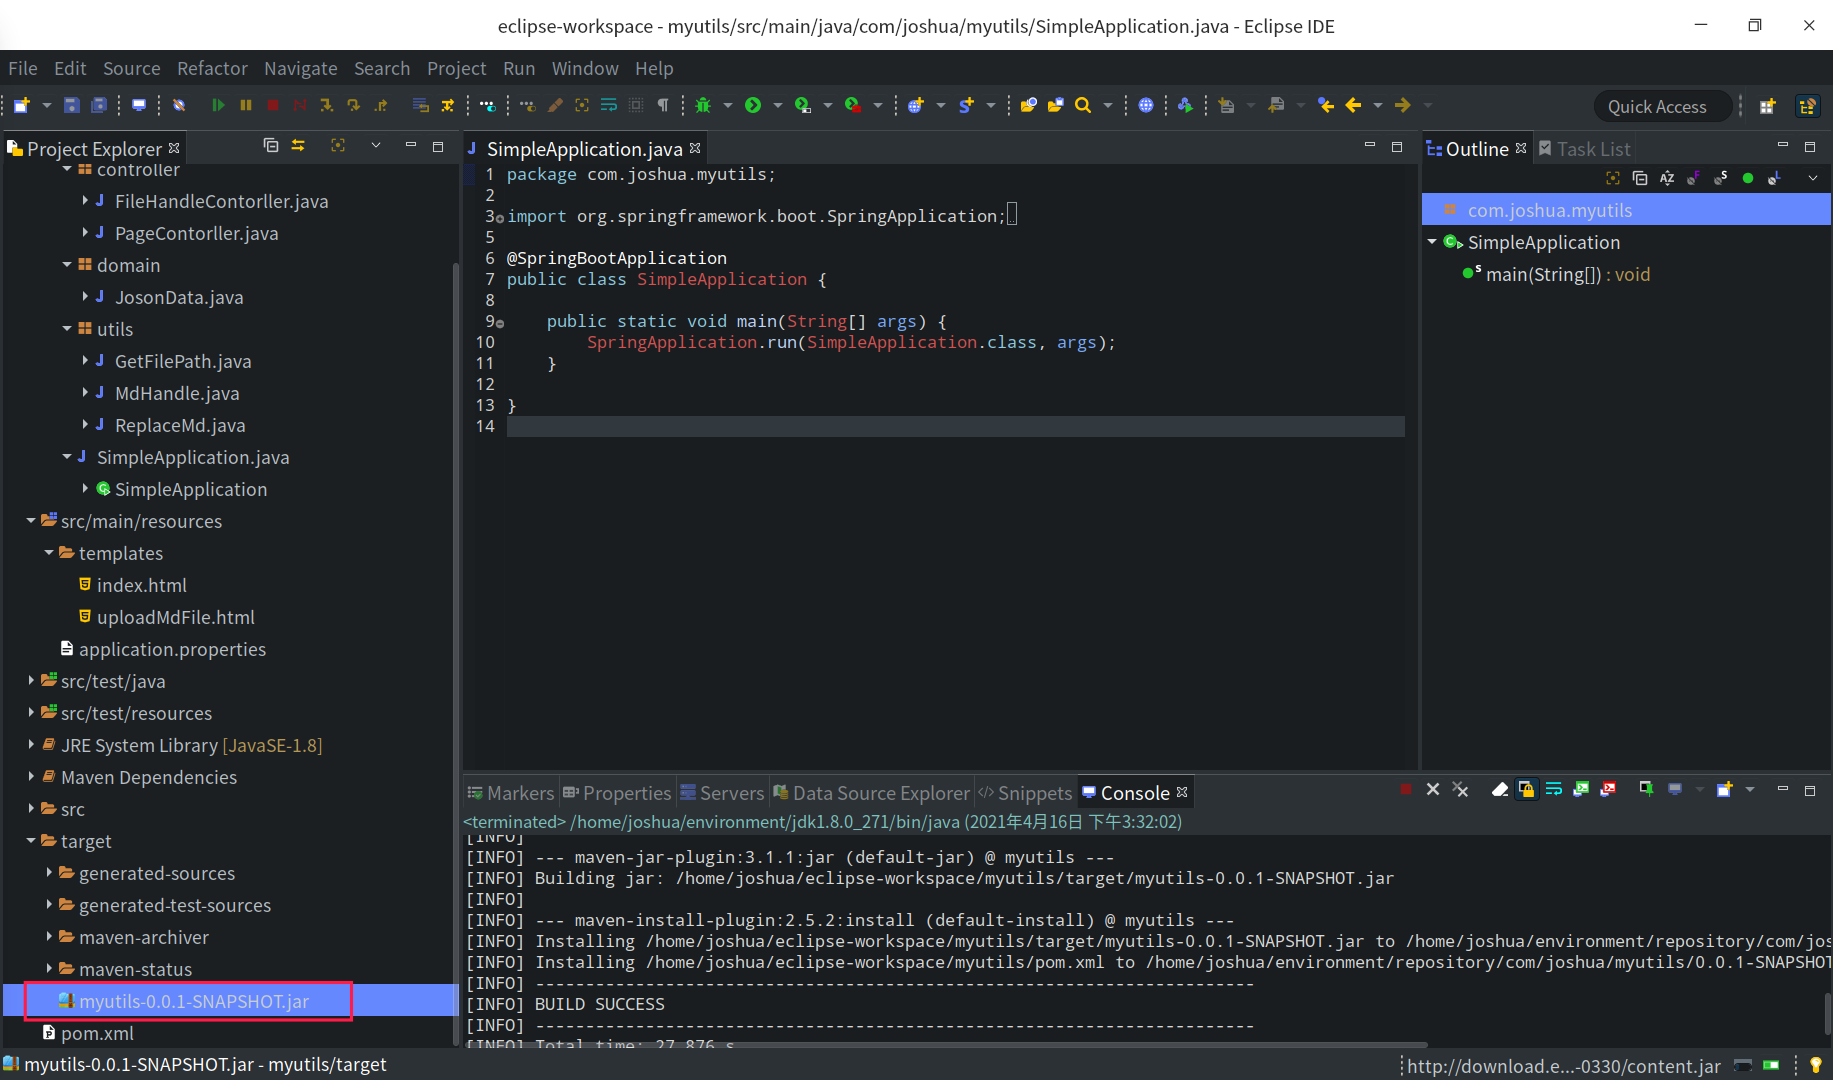 eclipse-workspace - myutils/src/main/java/com/joshua/myutils/SimpleApplication.java - Eclipse IDE
File Edit Source Refactor Navigate Search Project Run Window Help
Quick Access
Project Explorer
controller
FileHandleContorller.java
PageContorller.java
domain
JosonData.java
utils
GetFilePath.java
MdHandle.java
ReplaceMd.java
SimpleApplication.java
SimpleApplication
src/main/resources
templates
index.html
uploadMdFile.html
application.properties
src/test/java
src/test/resources
JRE System Library [JavaSE-1.8]
Maven Dependencies
src
target
generated-sources
generated-test-sources
maven-archiver
maven-status
myutils-0.0.1-SNAPSHOT.jar
pom.xml
SimpleApplication.java
1 package com.joshua.myutils;
2
3 import org.springframework.boot.SpringApplication;
5
6 @SpringBootApplication
7 public class SimpleApplication {
8
9 public static void main(String[] args) {
10 SpringApplication.run(SimpleApplication.class, args);
11 }
12
13 }
14
Outline Task List
com.joshua.myutils
SimpleApplication
main(String[]) : void
Markers Properties Servers Data Source Explorer Snippets Console
<terminated> /home/joshua/environment/jdk1.8.0_271/bin/java (2021年4月16日 下午3:32:02)
[INFO]
[INFO] --- maven-jar-plugin:3.1.1:jar (default-jar) @ myutils ---
[INFO] Building jar: /home/joshua/eclipse-workspace/myutils/target/myutils-0.0.1-SNAPSHOT.jar
[INFO]
[INFO] --- maven-install-plugin:2.5.2:install (default-install) @ myutils ---
[INFO] Installing /home/joshua/eclipse-workspace/myutils/target/myutils-0.0.1-SNAPSHOT.jar to /home/joshua/environment/repository/com/jos
[INFO] Installing /home/joshua/eclipse-workspace/myutils/pom.xml to /home/joshua/environment/repository/com/joshua/myutils/0.0.1-SNAPSHOT
[INFO] ------------------------------------------------------------------------
[INFO] BUILD SUCCESS
[INFO] ------------------------------------------------------------------------
[INFO] Total time: 27.876 s
myutils-0.0.1-SNAPSHOT.jar - myutils/target
http://download.e...-0330/content.jar